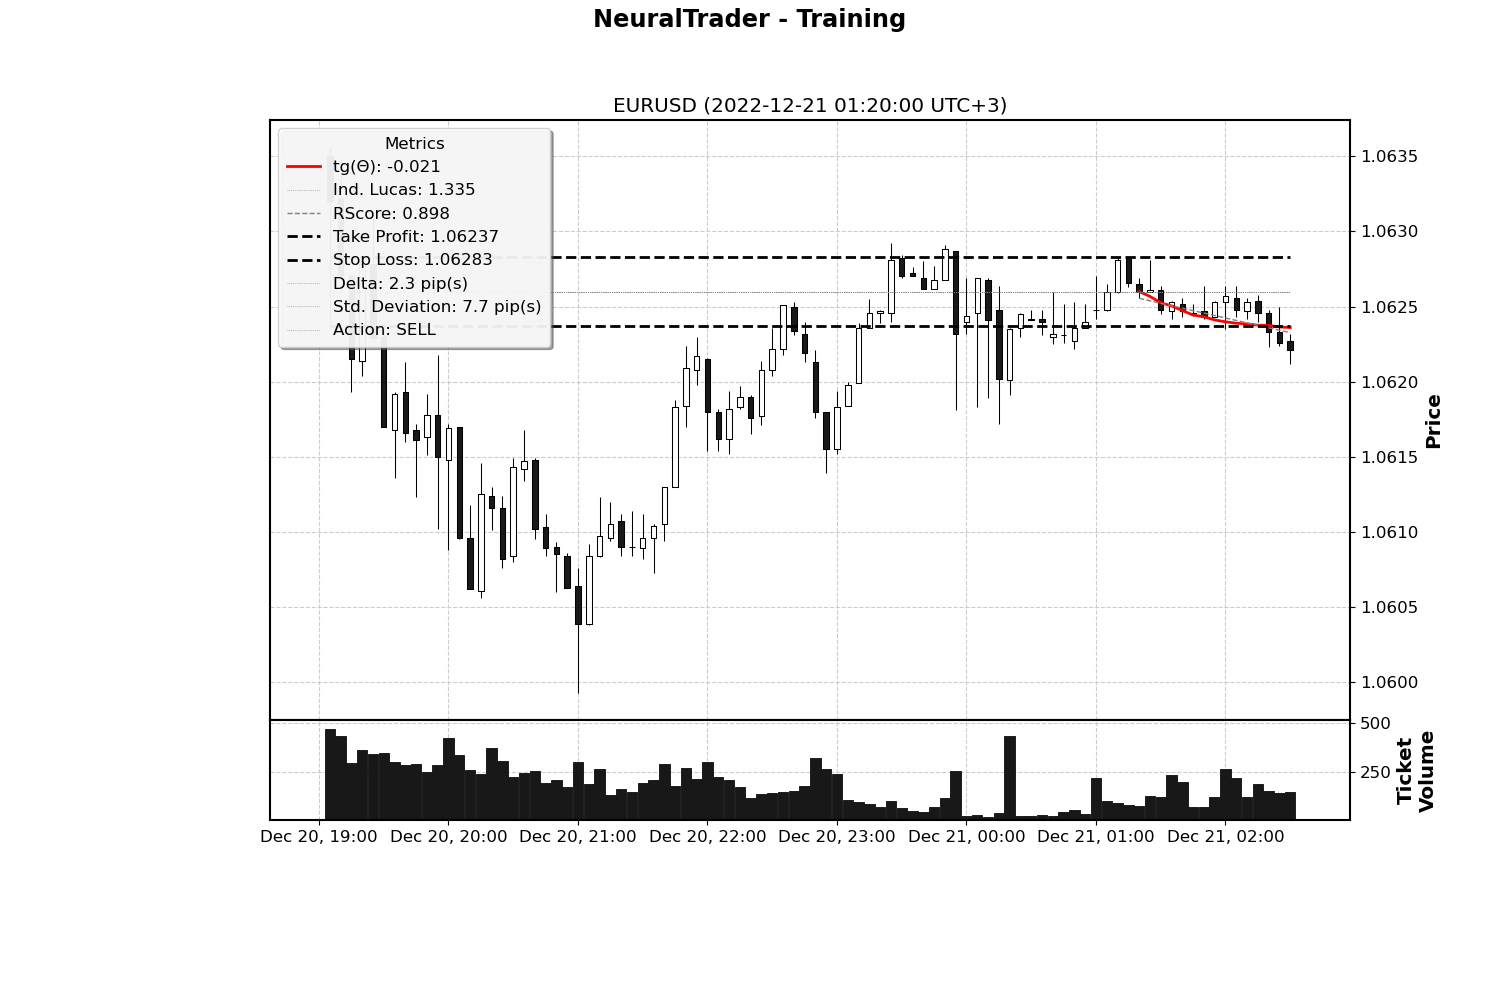 NeuralTrader - Training
EURUSD (2022-12-21 01:20:00 UTC+3)
Metrics
tg(Θ): -0.021
Ind. Lucas: 1.335
RScore: 0.898
Take Profit: 1.06237
Stop Loss: 1.06283
Delta: 2.3 pip(s)
Std. Deviation: 7.7 pip(s)
Action: SELL
1.0635
1.0630
1.0625
1.0620
1.0615
1.0610
1.0605
1.0600
Price
500
250
Ticket
Volume
Dec 20, 19:00 Dec 20, 20:00 Dec 20, 21:00 Dec 20, 22:00 Dec 20, 23:00 Dec 21, 00:00 Dec 21, 01:00 Dec 21, 02:00